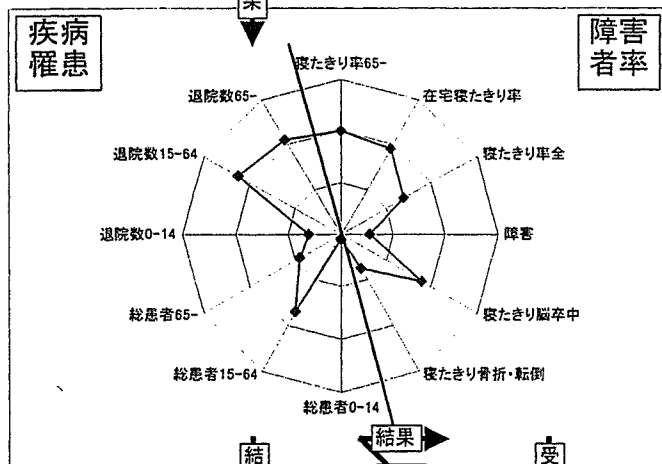 果
疾病
罹患
障害
者率
寝たきり率65-
退院数65-
在宅寝たきり率
退院数15-64
寝たきり率全
退院数0-14
障害
総患者65-
寝たきり脳卒中
総患者15-64
寝たきり骨折・転倒
総患者0-14
結果
結
受